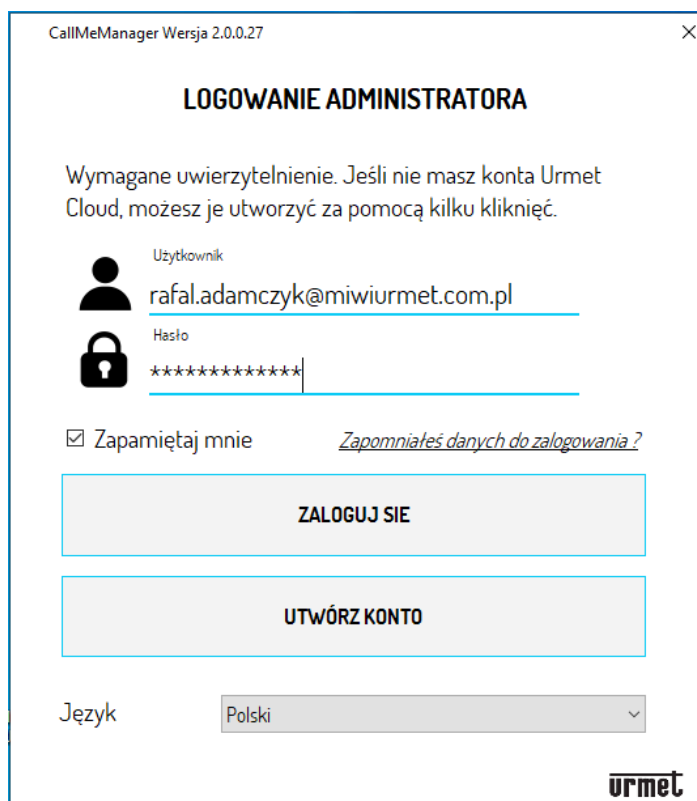 CallMeManager Wersja 2.0.0.27
LOGOWANIE ADMINISTRATORA
Wymagane uwierzytelnienie. Jeśli nie masz konta Urmet
Cloud, możesz je utworzyć za pomocą kilku kliknięć.
Użytkownik
rafal.adamczyk@miwiurmet.com.pl
Hasło
*************
Zapamiętaj mnie
Zapomniałeś danych do zalogowania ?
ZALOGUJ SIE
UTWÓRZ KONTO
Język
Polski
urmet